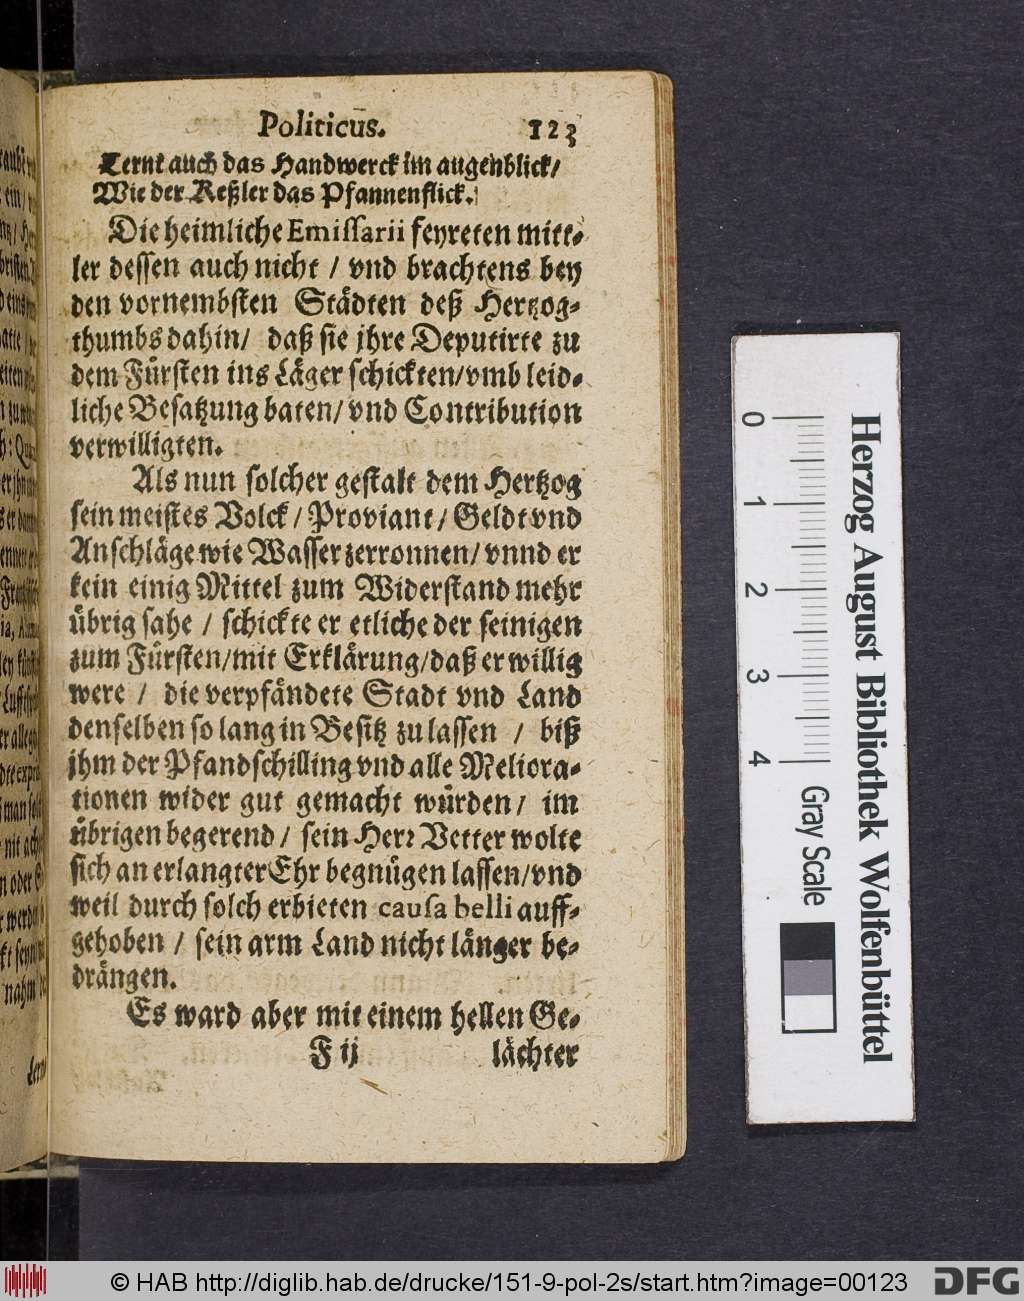 Politicus. 123
Lernt auch das Handwerck im augenblick/
Wie der Keßler das Pfannenflick.
Die heimliche Emissarii feyreten mitt-
ler dessen auch nicht / vnd brachtens bey
den vornembsten Städten deß Hertzog-
thumbs dahin/ daß sie jhre Deputirte zu
dem Fürsten ins Läger schickten/vmb leid-
liche Besatzung baten/ vnd Contribution
verwilligten.
Als nun solcher gestalt dem Hertzog
sein meistes Volck / Proviant / Geldt vnd
Anschläge wie Wasser zerronnen/ vnnd er
kein einig Mittel zum Widerstand mehr
übrig sahe / schickte er etliche der seinigen
zum Fürsten/mit Erklärung/daß er willig
were / die verpfändete Stadt vnd Land
denselben so lang in Besitz zu lassen / biß
jhm der Pfandschilling vnd alle Meliora-
tionen wider gut gemacht würden/ im
übrigen begerend / sein Herr Vetter wolte
sich an erlangter Ehr begnügen lassen/vnd
weil durch solch erbieten causa belli auff-
gehoben / sein arm Land nicht länger be-
drängen.
Es ward aber mit einem hellen Ge-
F ij lächter
0 1 2 3 4
Gray Scale
Herzog August Bibliothek Wolfenbüttel
© HAB http://diglib.hab.de/drucke/151-9-pol-2s/start.htm?image=00123
DFG